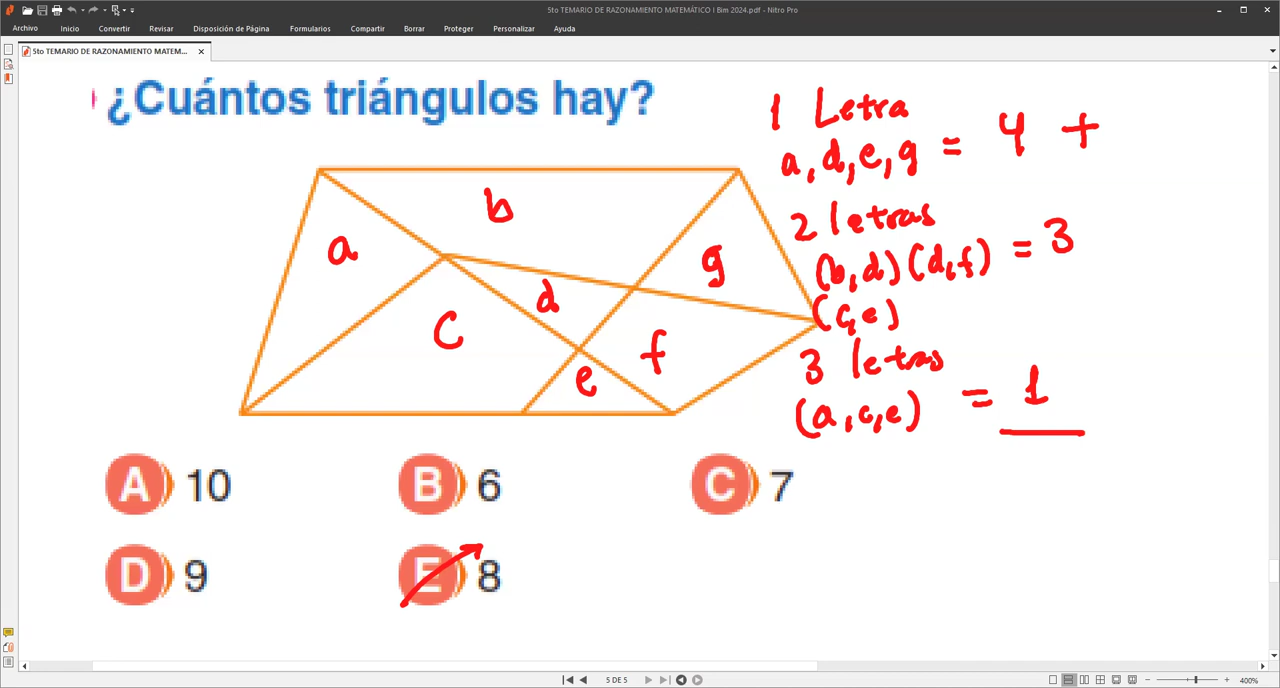 5to TEMARIO DE RAZONAMIENTO MATEMÁTICO I Bim 2024.pdf - Nitro Pro
Archivo Inicio Convertir Revisar Disposición de Página Formularios Compartir Borrar Proteger Personalizar Ayuda
5to TEMARIO DE RAZONAMIENTO MATEM...
¿Cuántos triángulos hay?
1 Letra
a, d, e, g = 4 +
2 letras
(b, d) (d, f) = 3
(c, e)
3 letras
(a, c, e) = 1
b
a
g
d
c
f
e
A) 10
B) 6
C) 7
D) 9
E) 8
5 DE 5
400%